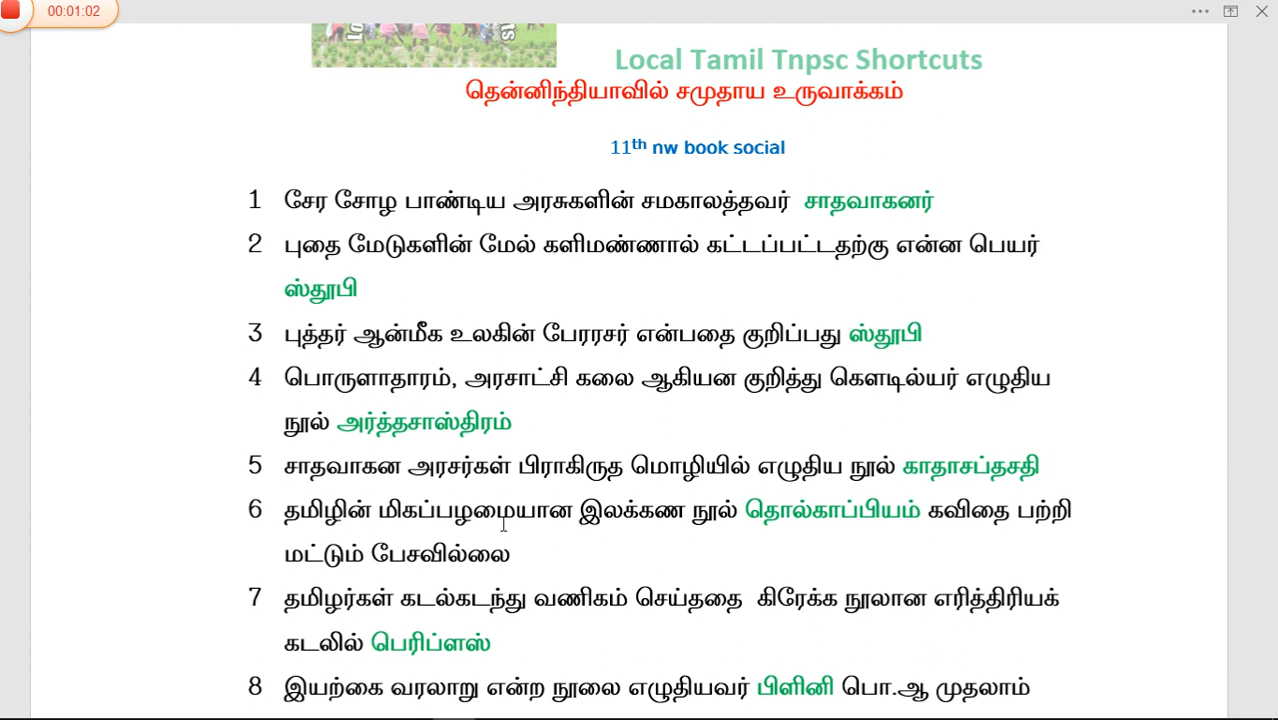 00:01:02
Local Tamil Tnpsc Shortcuts
தென்னிந்தியாவில் சமுதாய உருவாக்கம்
11th nw book social
1 சேர சோழ பாண்டிய அரசுகளின் சமகாலத்தவர் சாதவாகனர்
2 புதை மேடுகளின் மேல் களிமண்ணால் கட்டப்பட்டதற்கு என்ன பெயர்
ஸ்தூபி
3 புத்தர் ஆன்மீக உலகின் பேரரசர் என்பதை குறிப்பது ஸ்தூபி
4 பொருளாதாரம், அரசாட்சி கலை ஆகியன குறித்து கௌடில்யர் எழுதிய
நூல் அர்த்தசாஸ்திரம்
5 சாதவாகன அரசர்கள் பிராகிருத மொழியில் எழுதிய நூல் காதாசப்தசதி
6 தமிழின் மிகப்பழமையான இலக்கண நூல் தொல்காப்பியம் கவிதை பற்றி
மட்டும் பேசவில்லை
7 தமிழர்கள் கடல்கடந்து வணிகம் செய்ததை கிரேக்க நூலான எரித்திரியக்
கடலில் பெரிப்ளஸ்
8 இயற்கை வரலாறு என்ற நூலை எழுதியவர் பிளினி பொ.ஆ முதலாம்